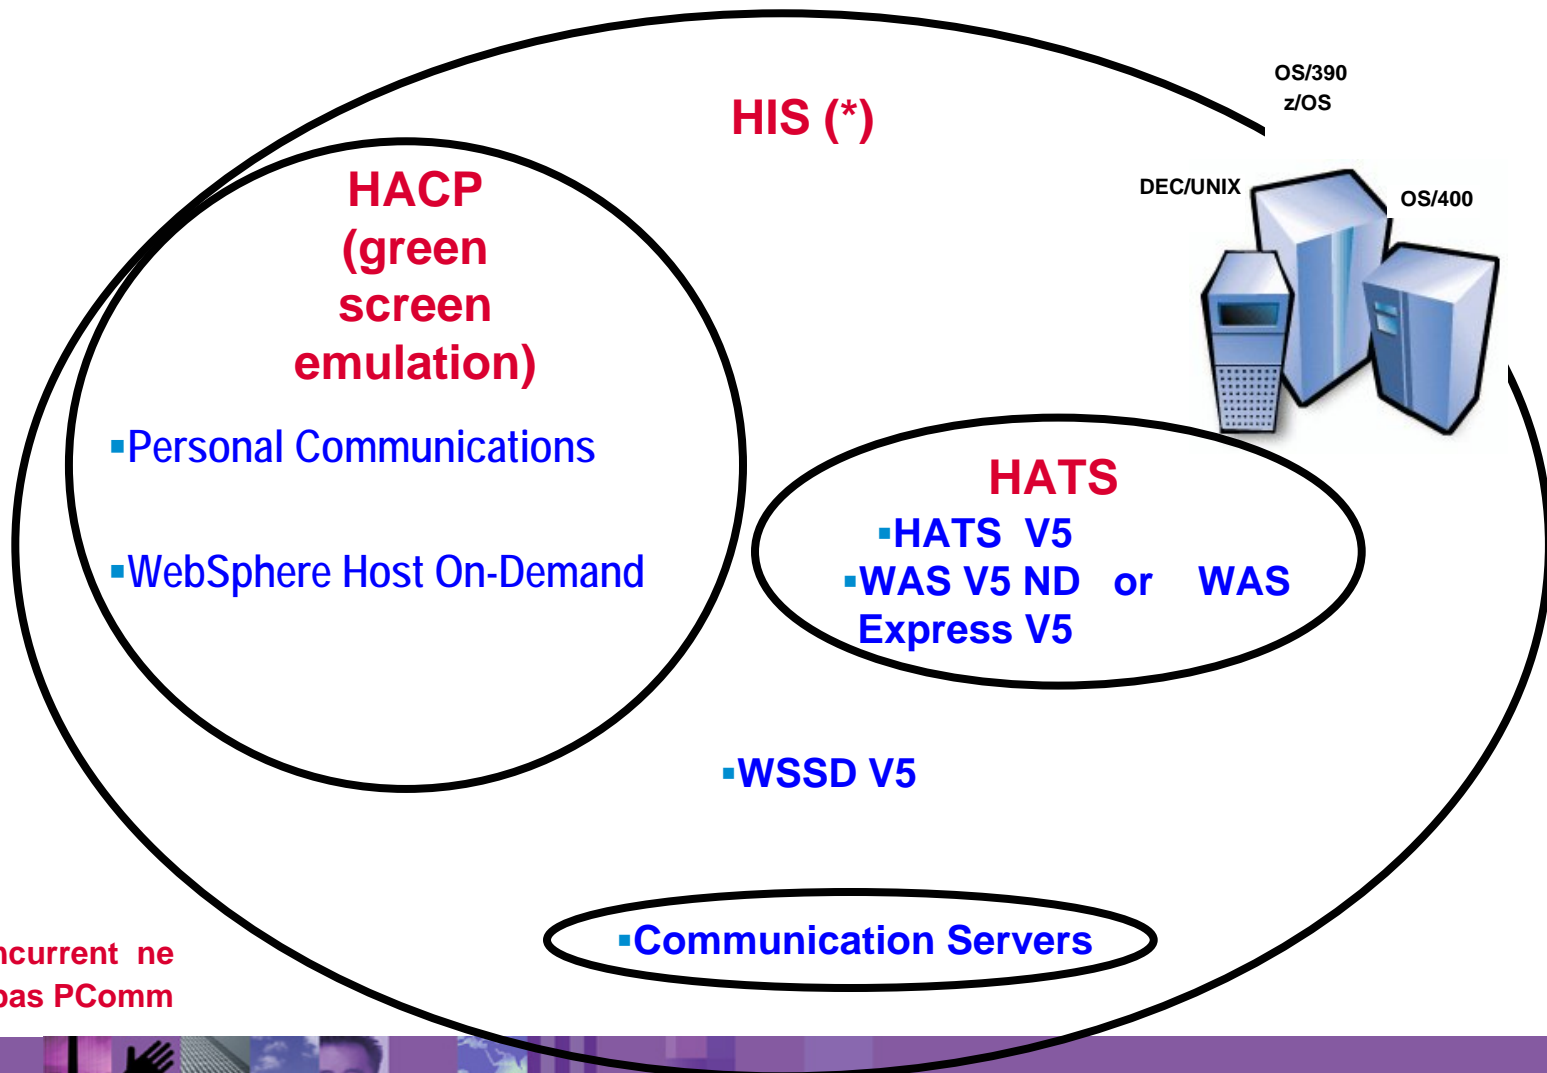 OS/390
z/OS
HIS (*)
DEC/UNIX
OS/400
HACP
(green
screen
emulation)
▪Personal Communications
▪WebSphere Host On-Demand
HATS
▪HATS V5
▪WAS V5 ND or WAS
Express V5
▪WSSD V5
▪Communication Servers
ncurrent ne
pas PComm